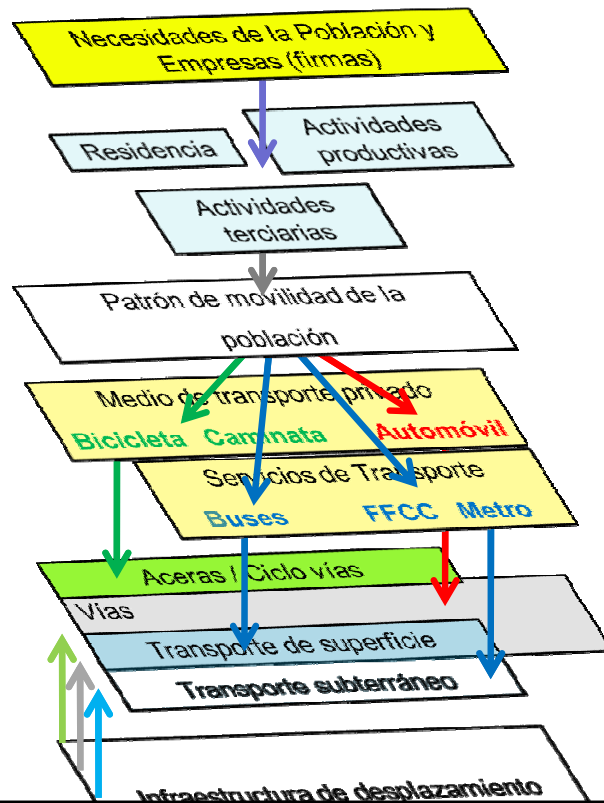 Necesidades de la Población y
Empresas (firmas)
Residencia
Actividades
productivas
Actividades
terciarias
Patrón de movilidad de la
población
Medio de transporte privado
Bicicleta Caminata Automóvil
Servicios de Transporte
Buses FFCC Metro
Aceras / Ciclo vías
Vías
Transporte de superficie
Transporte subterráneo
Infraestructura de desplazamiento